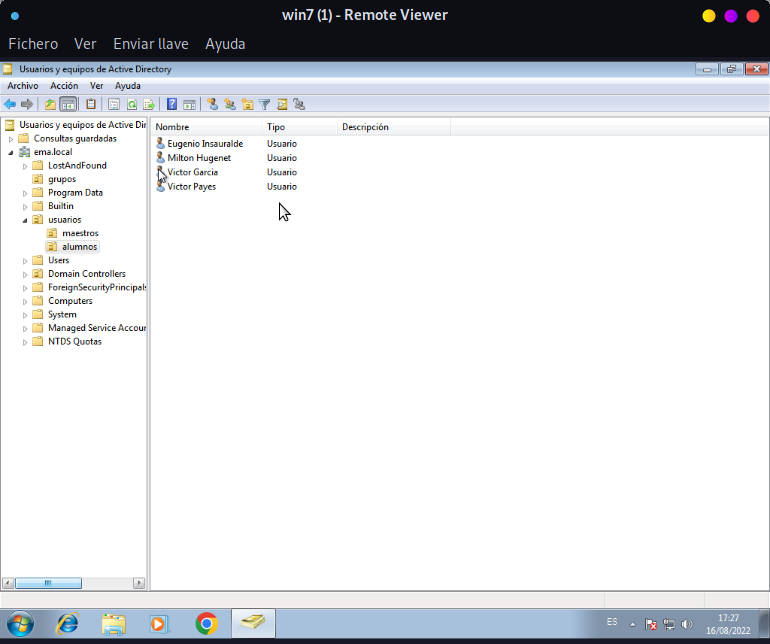 win7 (1) - Remote Viewer
Fichero Ver Enviar llave Ayuda
Usuarios y equipos de Active Directory
Archivo Acción Ver Ayuda
Usuarios y equipos de Active Dir
Consultas guardadas
ema.local
LostAndFound
grupos
Program Data
Builtin
usuarios
maestros
alumnos
Users
Domain Controllers
ForeignSecurityPrincipals
Computers
System
Managed Service Accour
NTDS Quotas
Nombre Tipo Descripción
Eugenio Insauralde Usuario
Milton Hugenet Usuario
Victor Garcia Usuario
Victor Payes Usuario
ES
17:27
16/08/2022